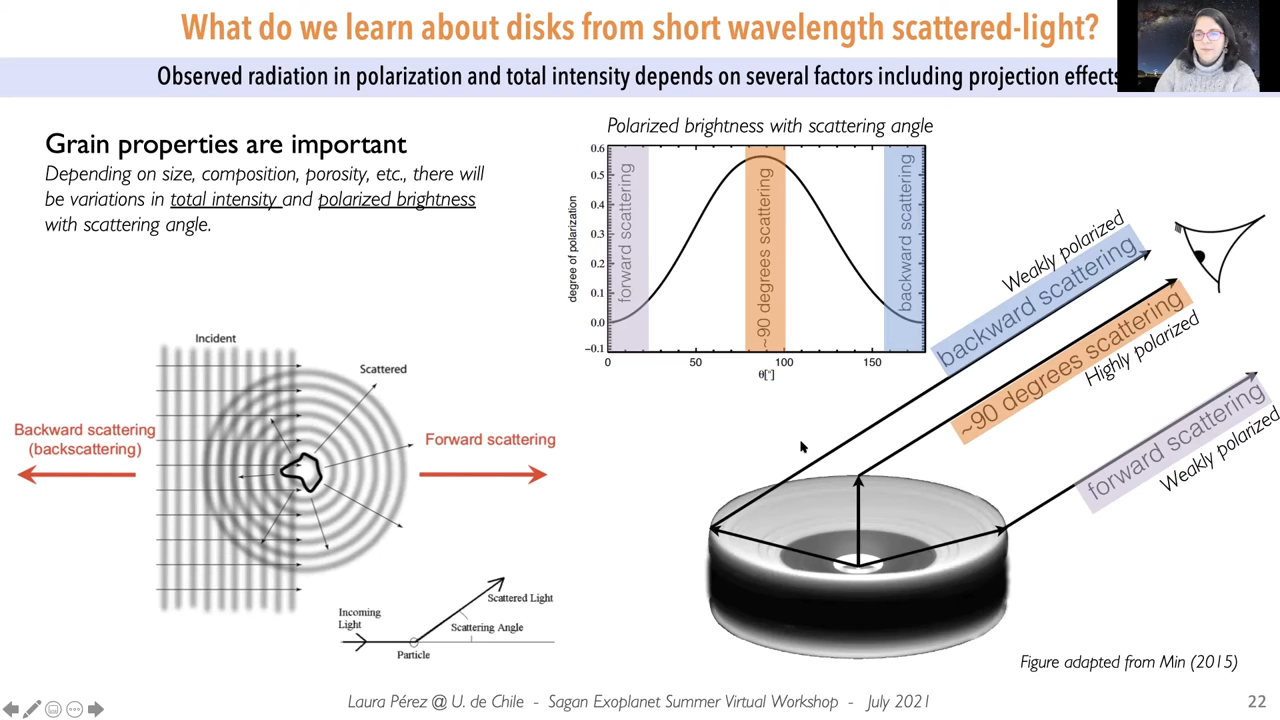 What do we learn about disks from short wavelength scattered-light?
Observed radiation in polarization and total intensity depends on several factors including projection effects
Grain properties are important
Depending on size, composition, porosity, etc., there will
be variations in total intensity and polarized brightness
with scattering angle.
Polarized brightness with scattering angle
degree of polarization
0.6
0.5
0.4
0.3
0.2
0.1
0.0
−0.1
0
50
100
150
θ[°]
forward scattering
~90 degrees scattering
backward scattering
Weakly polarized
backward scattering
~90 degrees scattering
Highly polarized
forward scattering
Weakly polarized
Incident
Scattered
Backward scattering
(backscattering)
Forward scattering
Incoming
Light
Scattered Light
Scattering Angle
Particle
Figure adapted from Min (2015)
Laura Pérez @ U. de Chile - Sagan Exoplanet Summer Virtual Workshop - July 2021
22